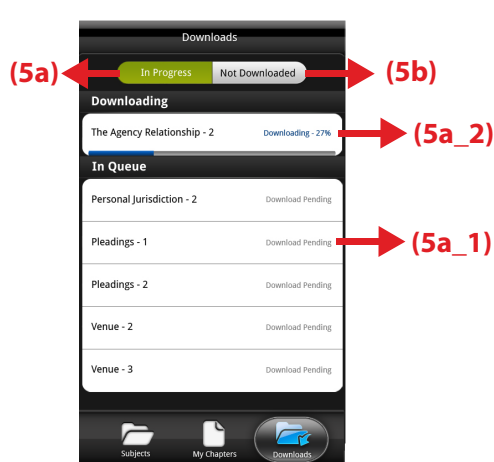 Downloads
(5a) In Progress Not Downloaded (5b)
Downloading
The Agency Relationship - 2 Downloading - 27% (5a_2)
In Queue
Personal Jurisdiction - 2 Download Pending
Pleadings - 1 Download Pending (5a_1)
Pleadings - 2 Download Pending
Venue - 2 Download Pending
Venue - 3 Download Pending
Subjects My Chapters Downloads